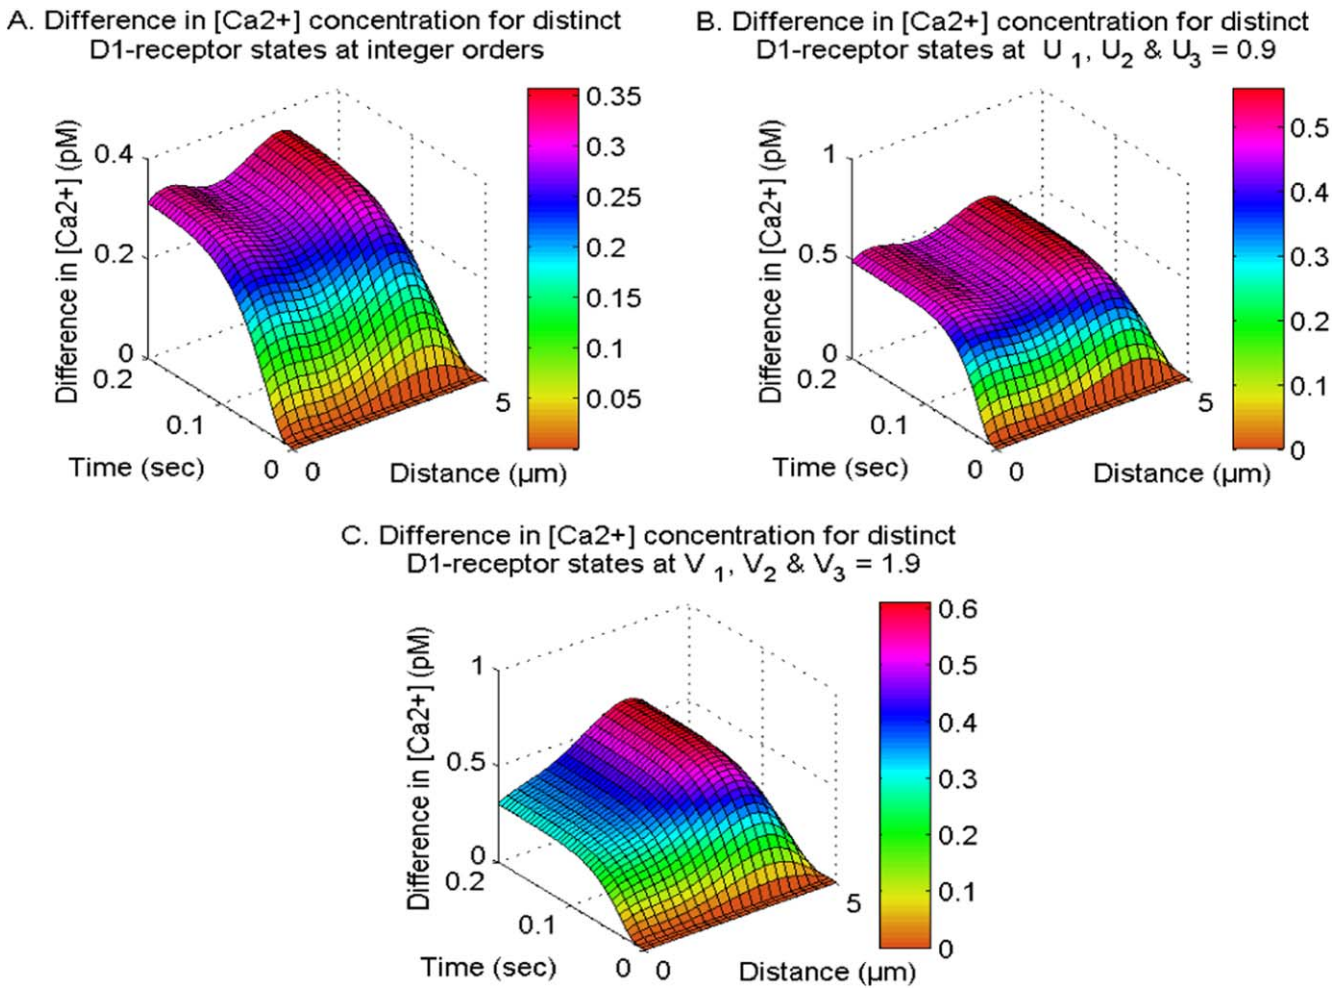 A. Difference in [Ca2+] concentration for distinct
D1-receptor states at integer orders
Difference in [Ca2+] (pM)
0.4
0.2
0
0.2
0.1
0
Time (sec)
0
5
Distance (µm)
0.35
0.3
0.25
0.2
0.15
0.1
0.05
B. Difference in [Ca2+] concentration for distinct
D1-receptor states at U 1, U2 & U3 = 0.9
Difference in [Ca2+] (pM)
1
0.5
0
0.2
0.1
0
Time (sec)
0
5
Distance (µm)
0.5
0.4
0.3
0.2
0.1
0
C. Difference in [Ca2+] concentration for distinct
D1-receptor states at V 1, V2 & V3 = 1.9
Difference in [Ca2+] (pM)
1
0.5
0
0.2
0.1
0
Time (sec)
0
5
Distance (µm)
0.6
0.5
0.4
0.3
0.2
0.1
0